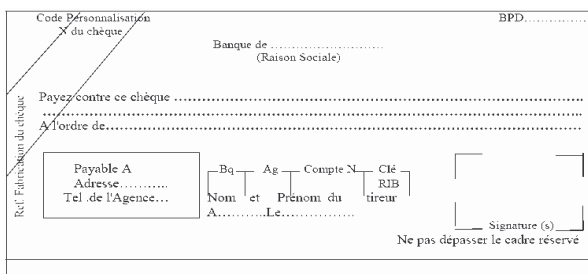 Code Personnalisation
N du chèque
BPD..............
Banque de ............................
(Raison Sociale)
Payez contre ce chèque ........................................................................
A l'ordre de........................................................................
Ref. Fabrication du chèque
Payable A
Adresse...........
Tel .de l'Agence...
Bq Ag Compte N Clé
RIB
Nom et Prénom du tireur
A............Le.................
Signature (s)
Ne pas dépasser le cadre réservé